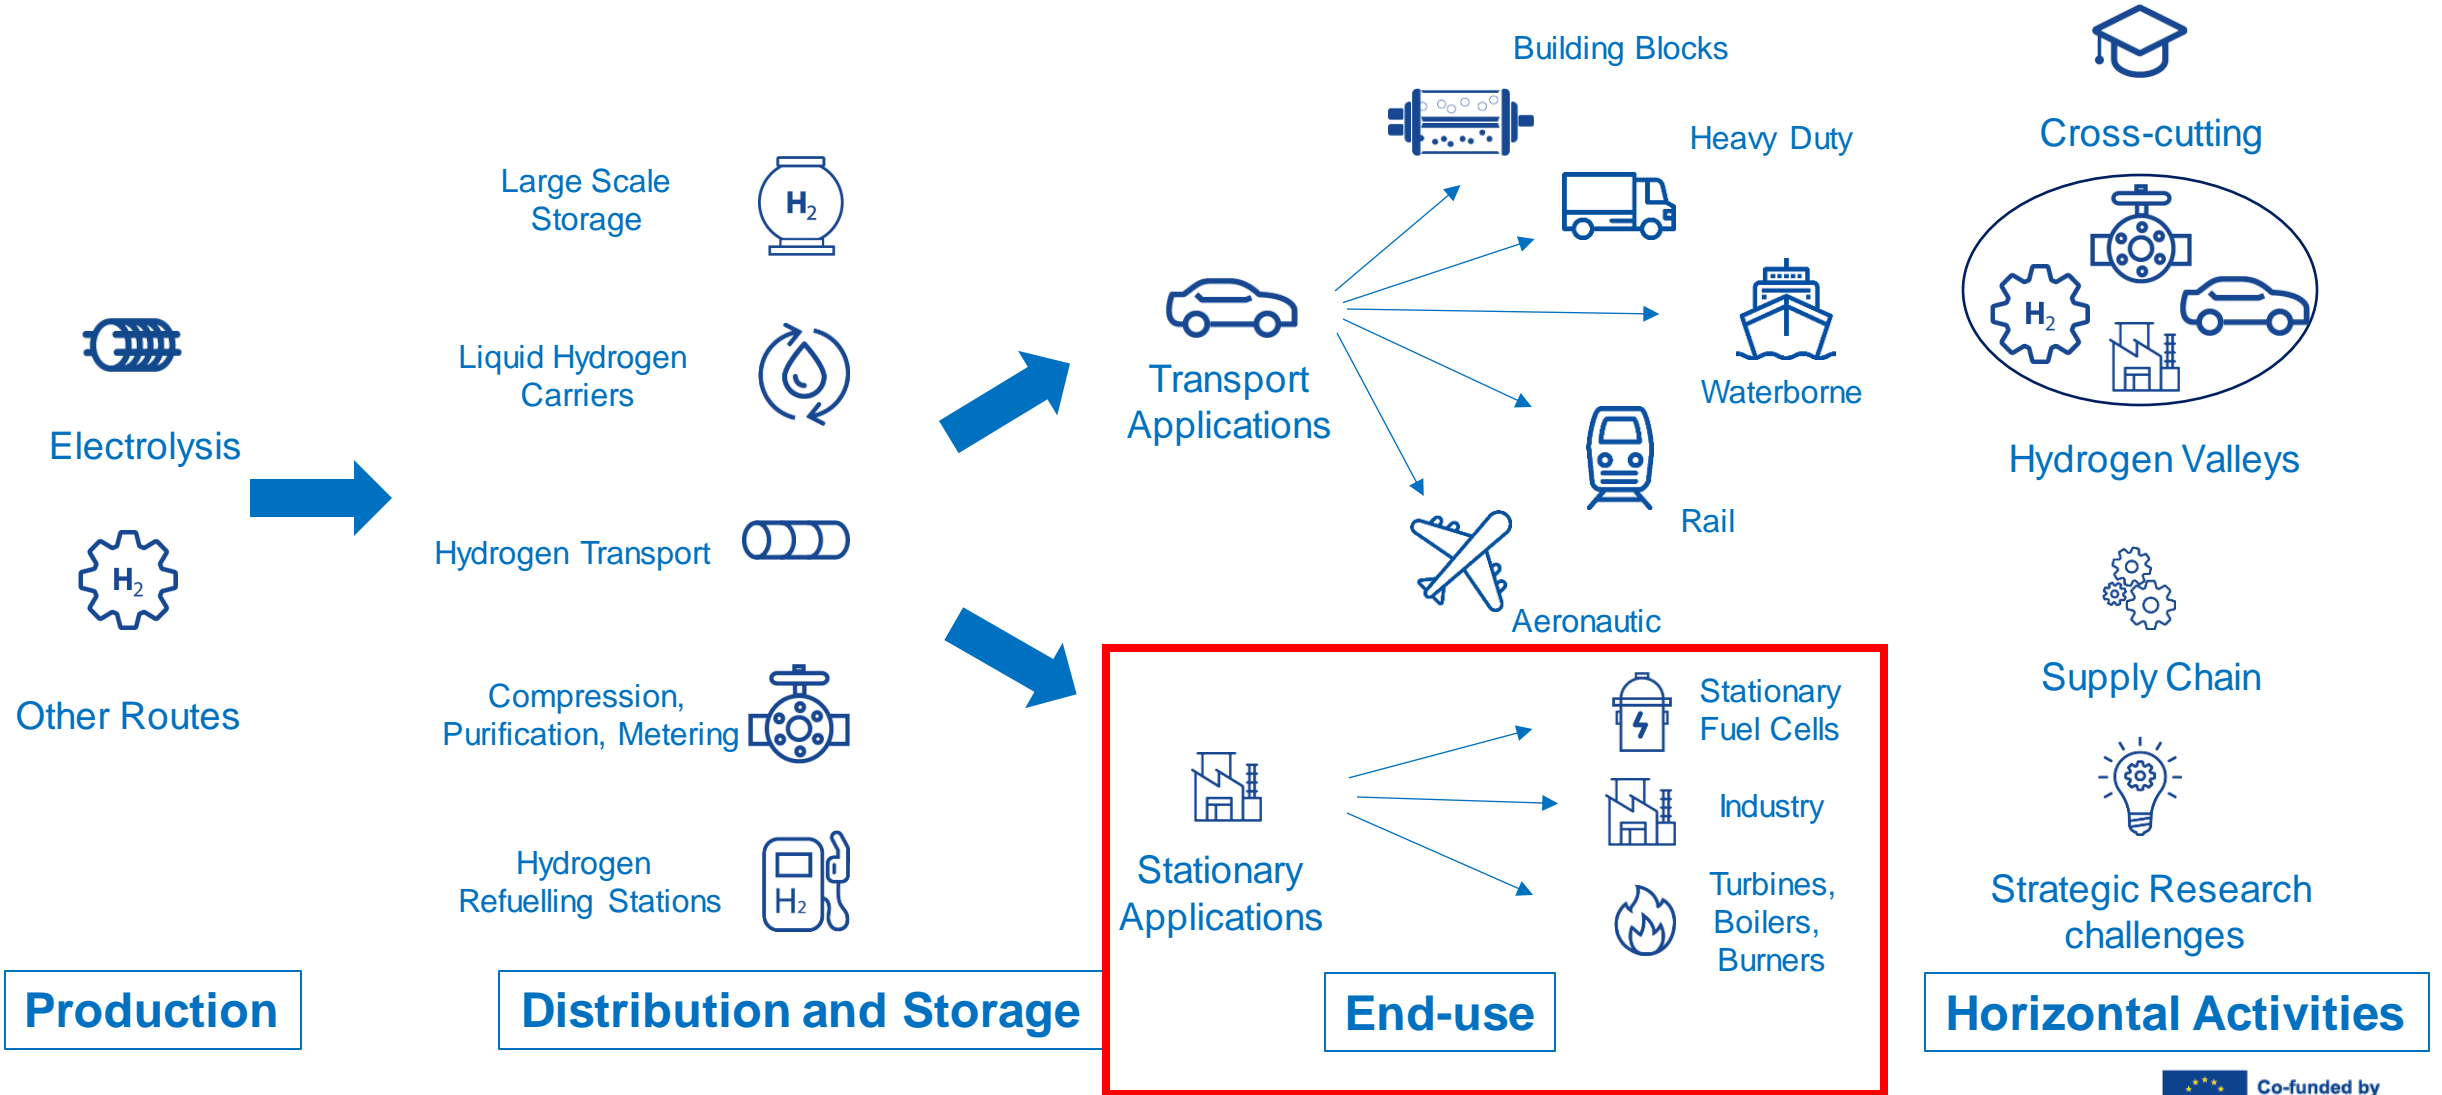 Electrolysis
H2
Other Routes
Production
Large Scale
Storage
H2
Liquid Hydrogen
Carriers
Hydrogen Transport
Compression,
Purification, Metering
Hydrogen
Refuelling Stations
H2
Distribution and Storage
Transport
Applications
Building Blocks
Heavy Duty
Waterborne
Rail
Aeronautic
Stationary
Applications
Stationary
Fuel Cells
Industry
Turbines,
Boilers,
Burners
End-use
Cross-cutting
H2
Hydrogen Valleys
Supply Chain
Strategic Research
challenges
Horizontal Activities
Co-funded by